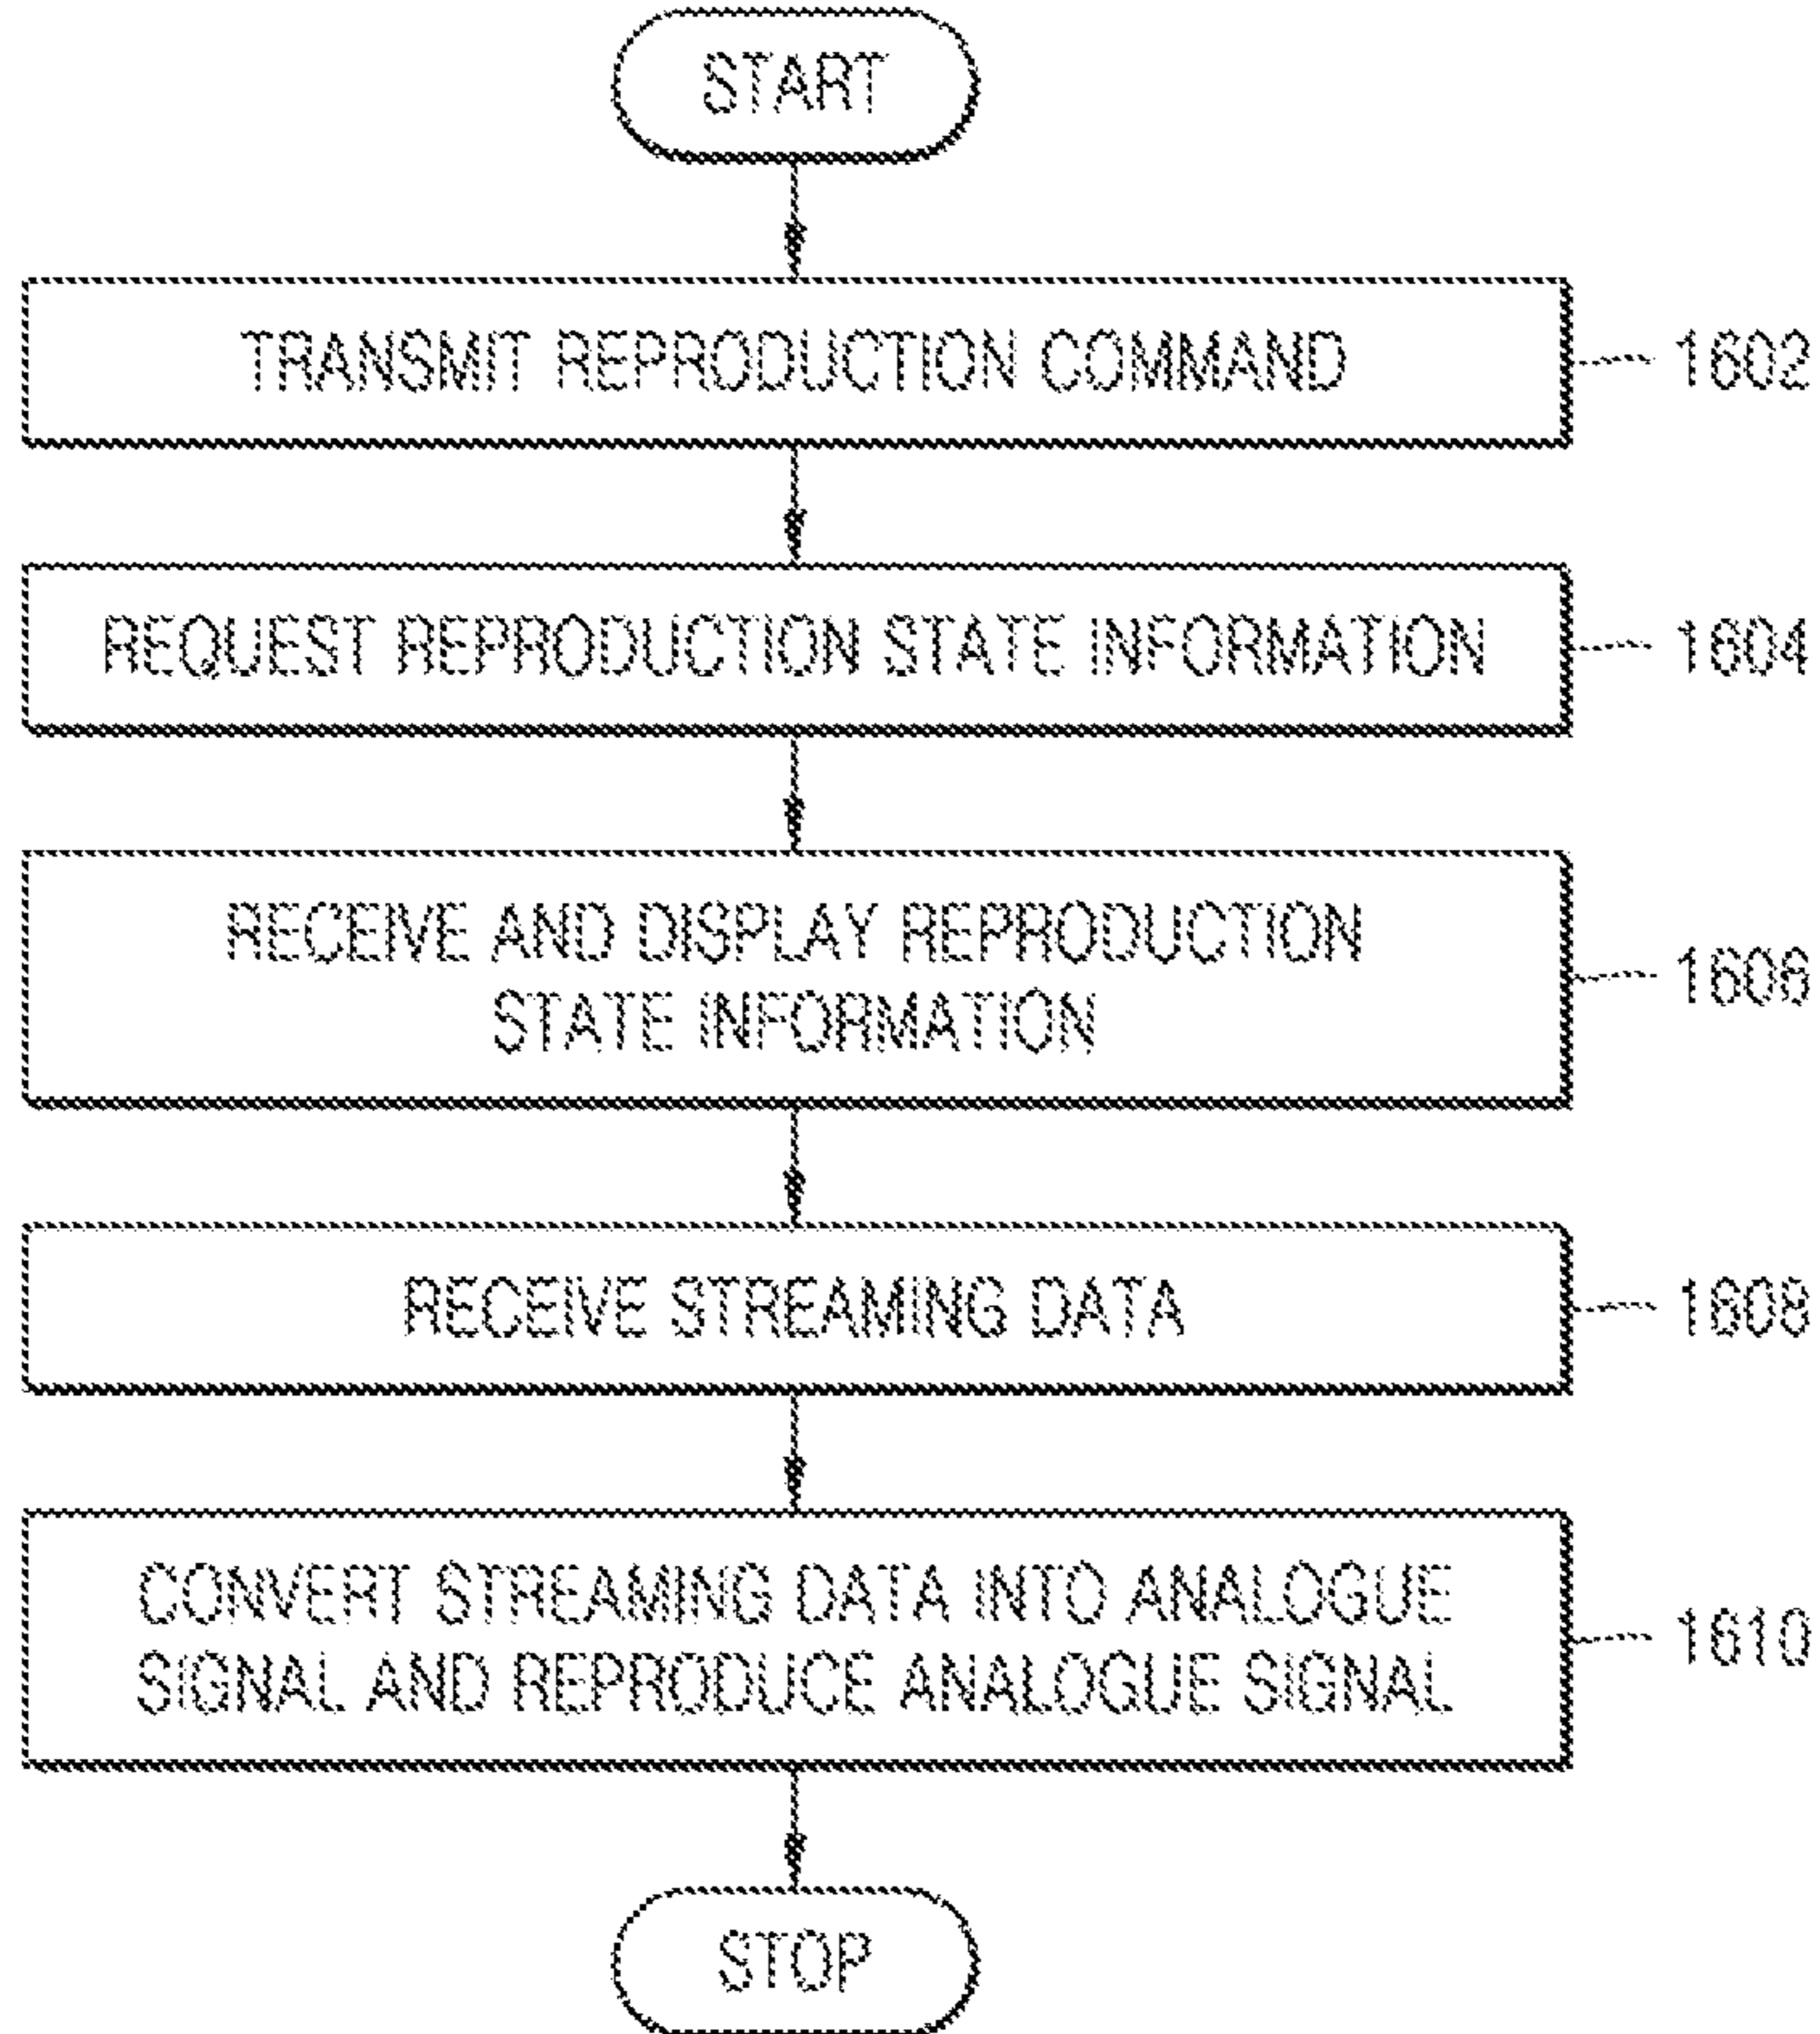 START
TRANSMIT REPRODUCTION COMMAND
1602
REQUEST REPRODUCTION STATE INFORMATION
1604
RECEIVE AND DISPLAY REPRODUCTION
STATE INFORMATION
1606
RECEIVE STREAMING DATA
1608
CONVERT STREAMING DATA INTO ANALOGUE
SIGNAL AND REPRODUCE ANALOGUE SIGNAL
1610
STOP